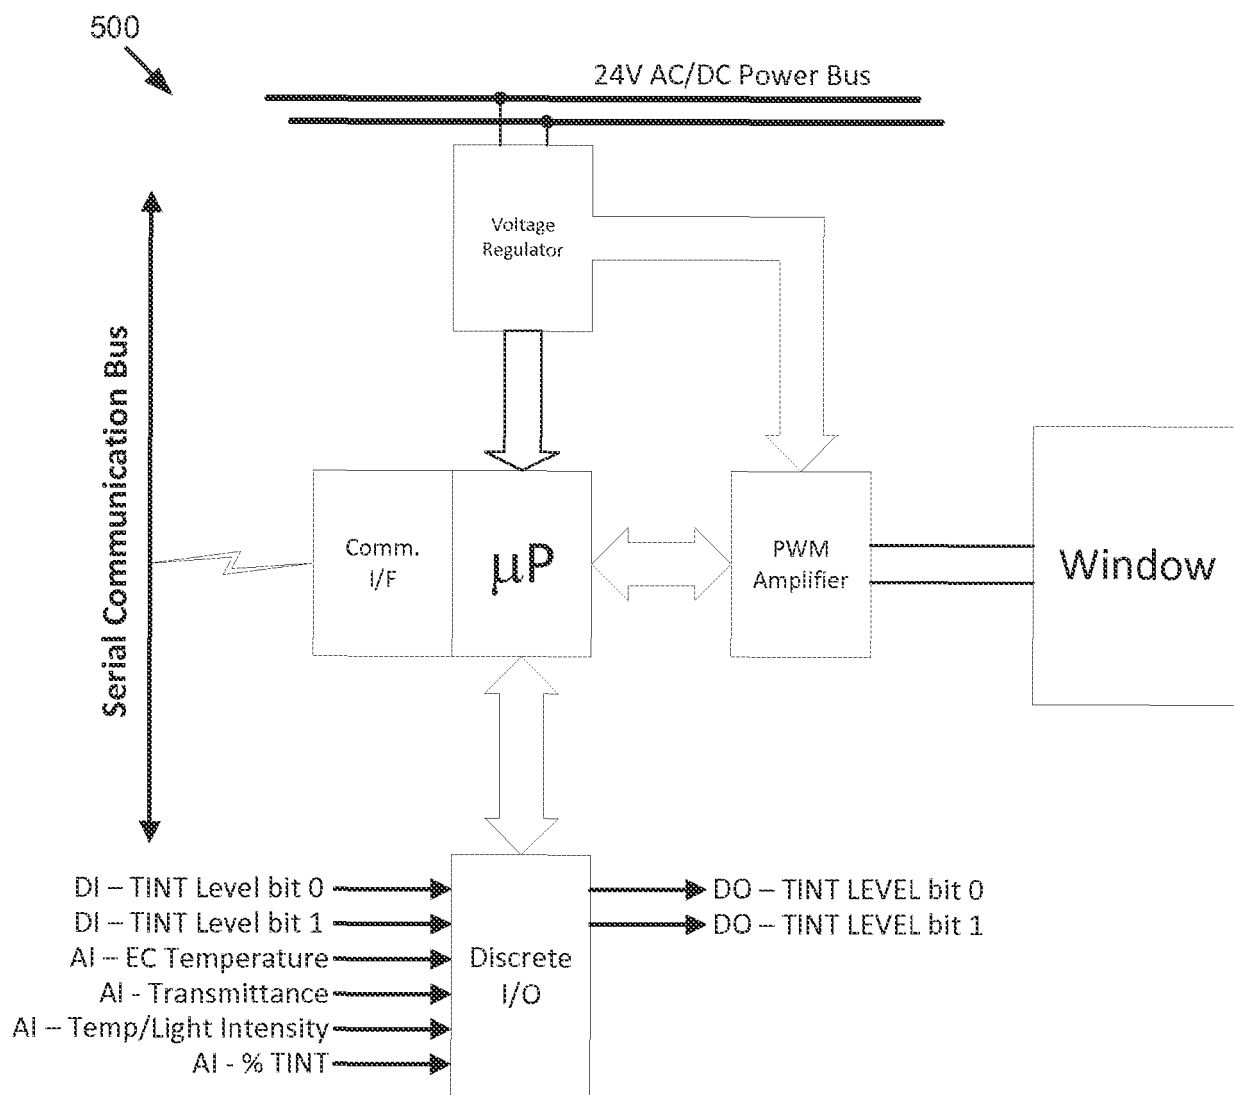 500
24V AC/DC Power Bus
Voltage
Regulator
Serial Communication Bus
Comm.
I/F
µP
PWM
Amplifier
Window
DI – TINT Level bit 0
DI – TINT Level bit 1
AI – EC Temperature
AI - Transmittance
AI – Temp/Light Intensity
AI - % TINT
Discrete
I/O
DO – TINT LEVEL bit 0
DO – TINT LEVEL bit 1